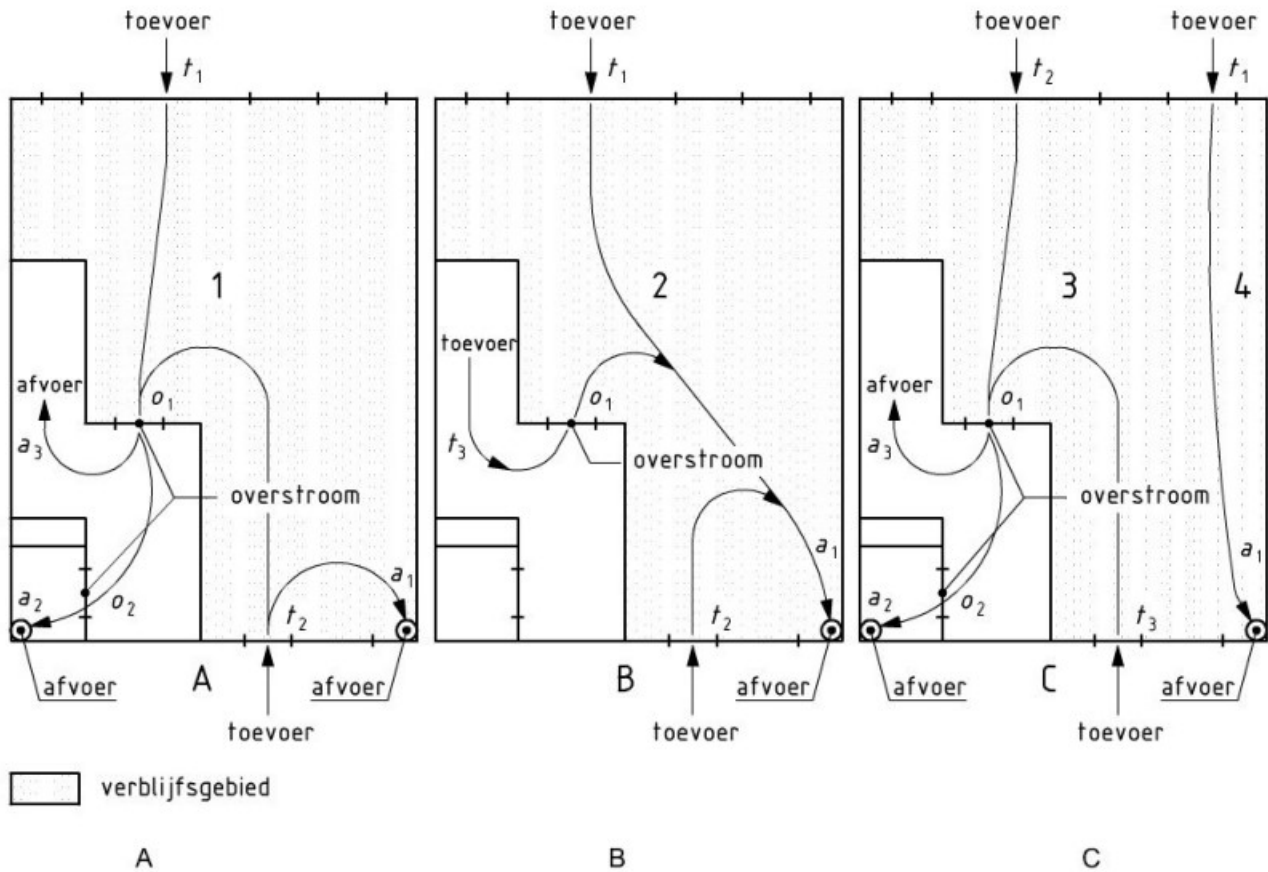 toevoer
toevoer
toevoer
toevoer
t₁
t₁
t₂
t₁
1
2
3
4
toevoer
afvoer
afvoer
o₁
o₁
o₁
a₃
t₃
a₃
overstroom
overstroom
overstroom
a₁
a₁
a₁
a₂
o₂
t₂
t₂
a₂
o₂
t₃
afvoer
A
afvoer
B
afvoer
afvoer
C
afvoer
toevoer
toevoer
toevoer
verblijfsgebied
A
B
C